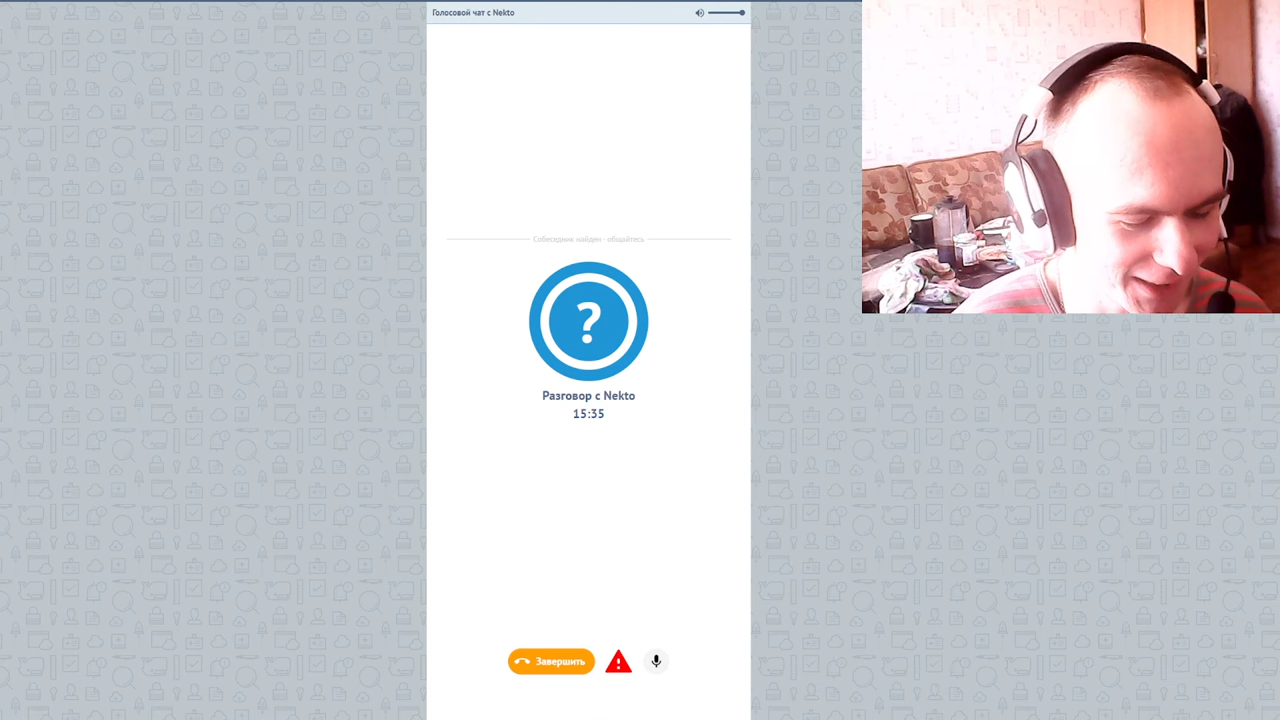 Голосовой чат с Nekto
Собеседник найден - общайтесь
?
Разговор с Nekto
15:35
Завершить